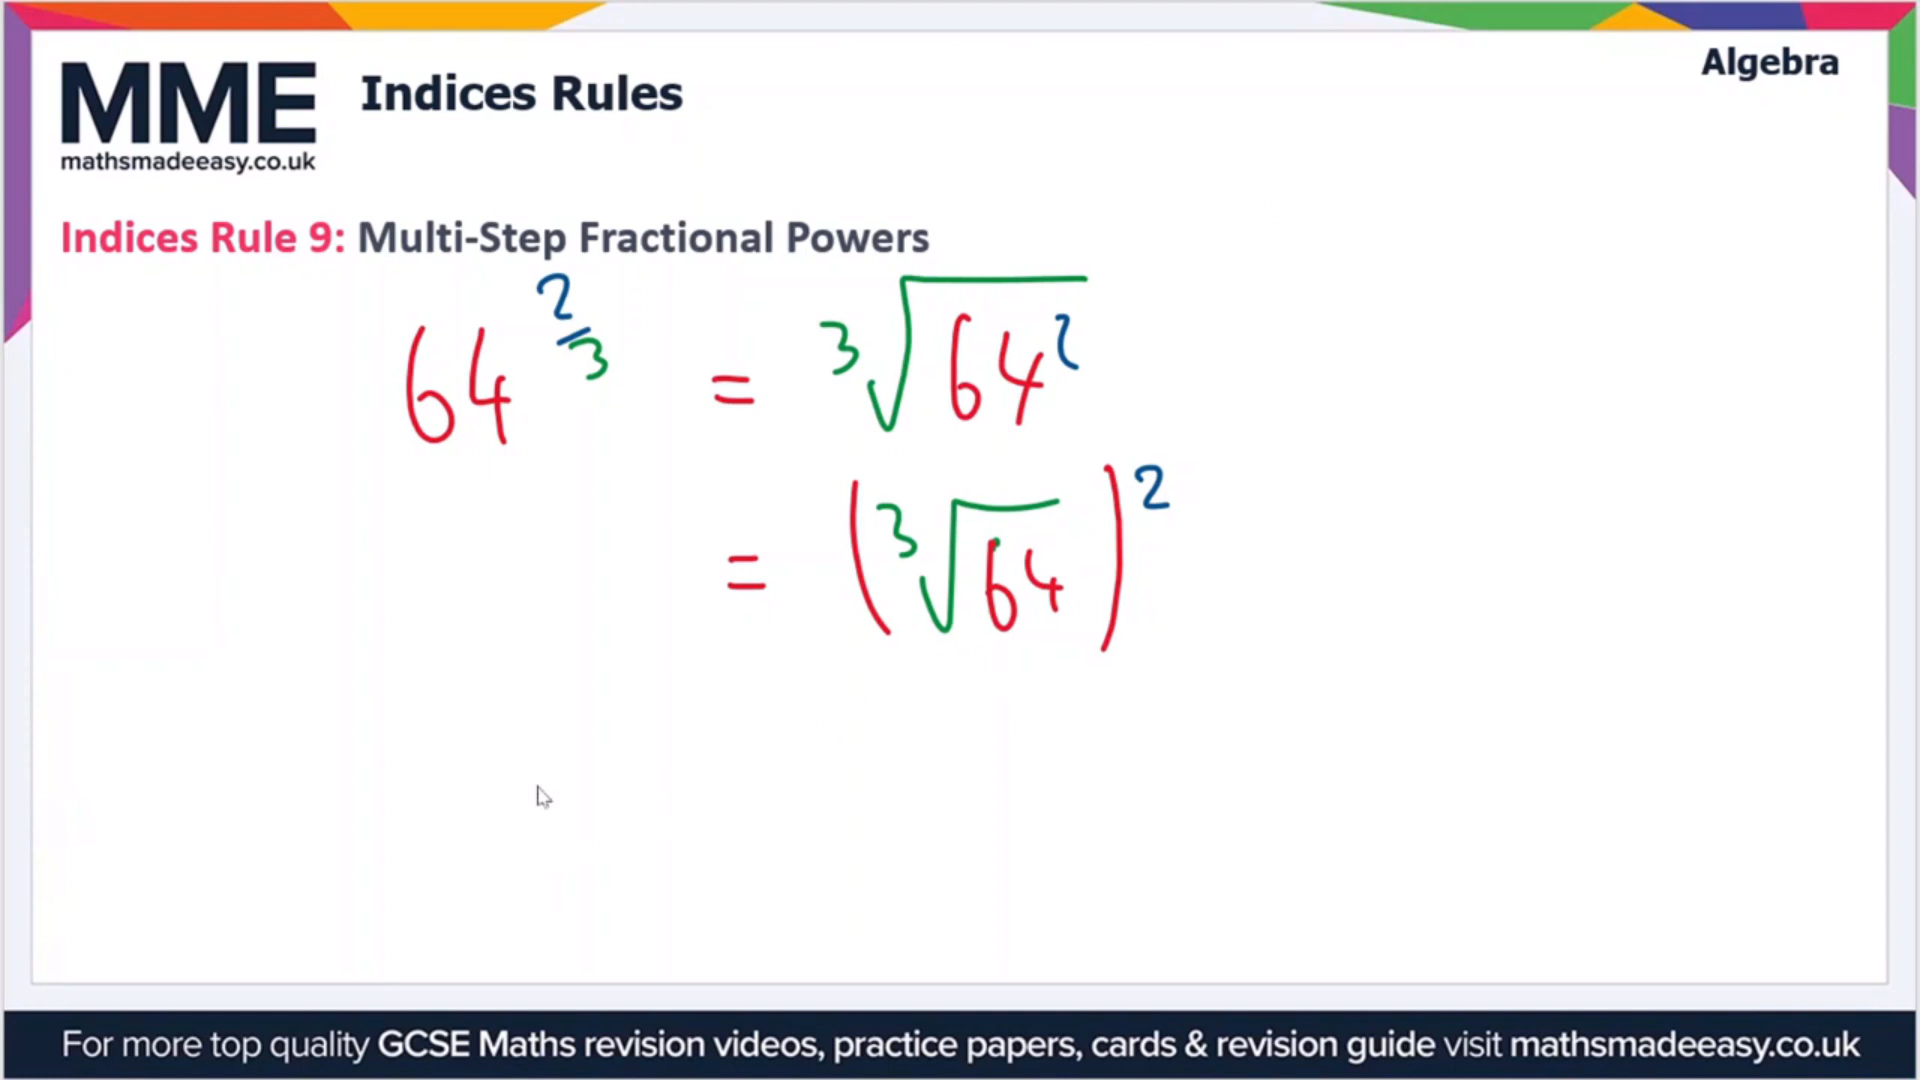 Algebra
MME
Indices Rules
mathsmadeeasy.co.uk
Indices Rule 9: Multi-Step Fractional Powers
64^(2/3) = ³√(64²)
= (³√64)²
For more top quality GCSE Maths revision videos, practice papers, cards & revision guide visit mathsmadeeasy.co.uk